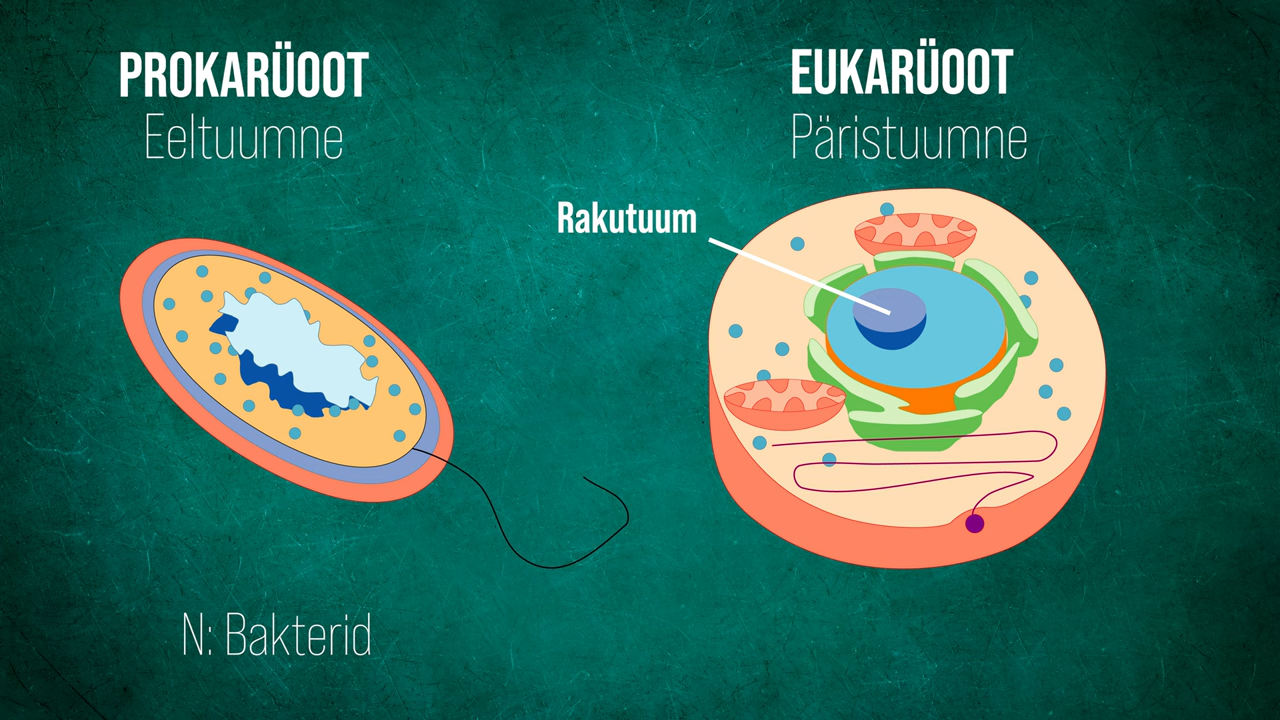 PROKARÜOOT
Eeltuumne
EUKARÜOOT
Päristuumne
Rakutuum
N: Bakterid